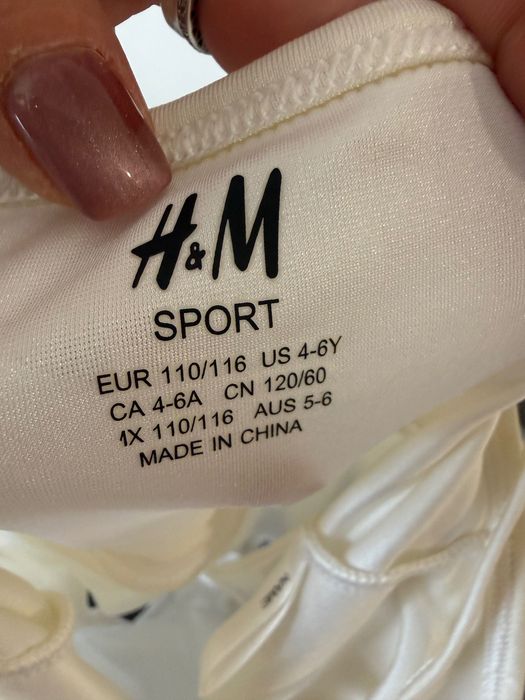 H&M
SPORT
EUR 110/116 US 4-6Y
CA 4-6A CN 120/60
MX 110/116 AUS 5-6
MADE IN CHINA